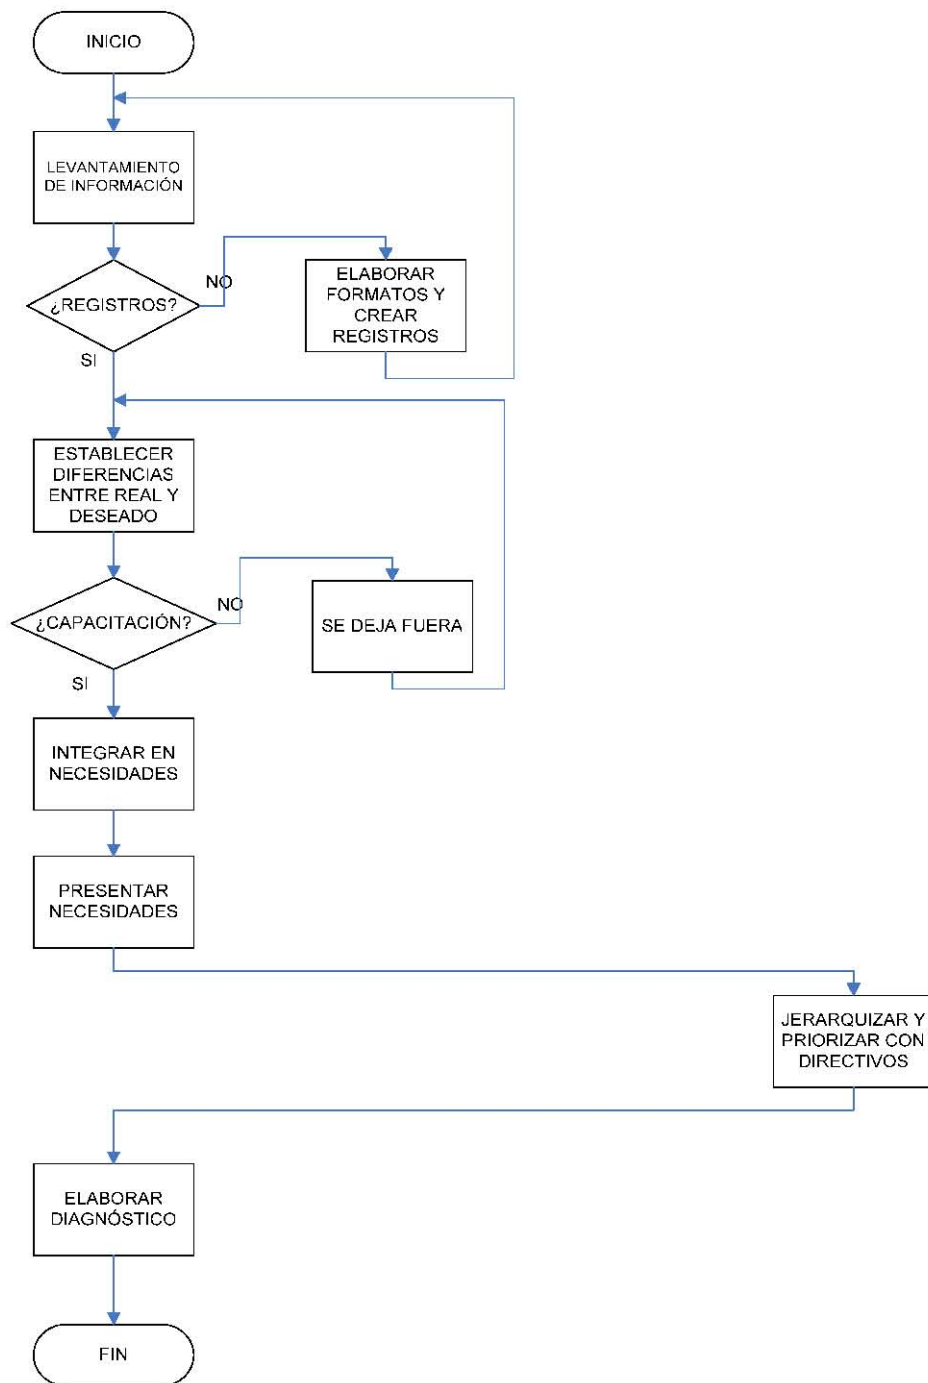 INICIO
LEVANTAMIENTO
DE INFORMACIÓN
¿REGISTROS?
NO
ELABORAR
FORMATOS Y
CREAR
REGISTROS
SI
ESTABLECER
DIFERENCIAS
ENTRE REAL Y
DESEADO
¿CAPACITACIÓN?
NO
SE DEJA FUERA
SI
INTEGRAR EN
NECESIDADES
PRESENTAR
NECESIDADES
JERARQUIZAR Y
PRIORIZAR CON
DIRECTIVOS
ELABORAR
DIAGNÓSTICO
FIN